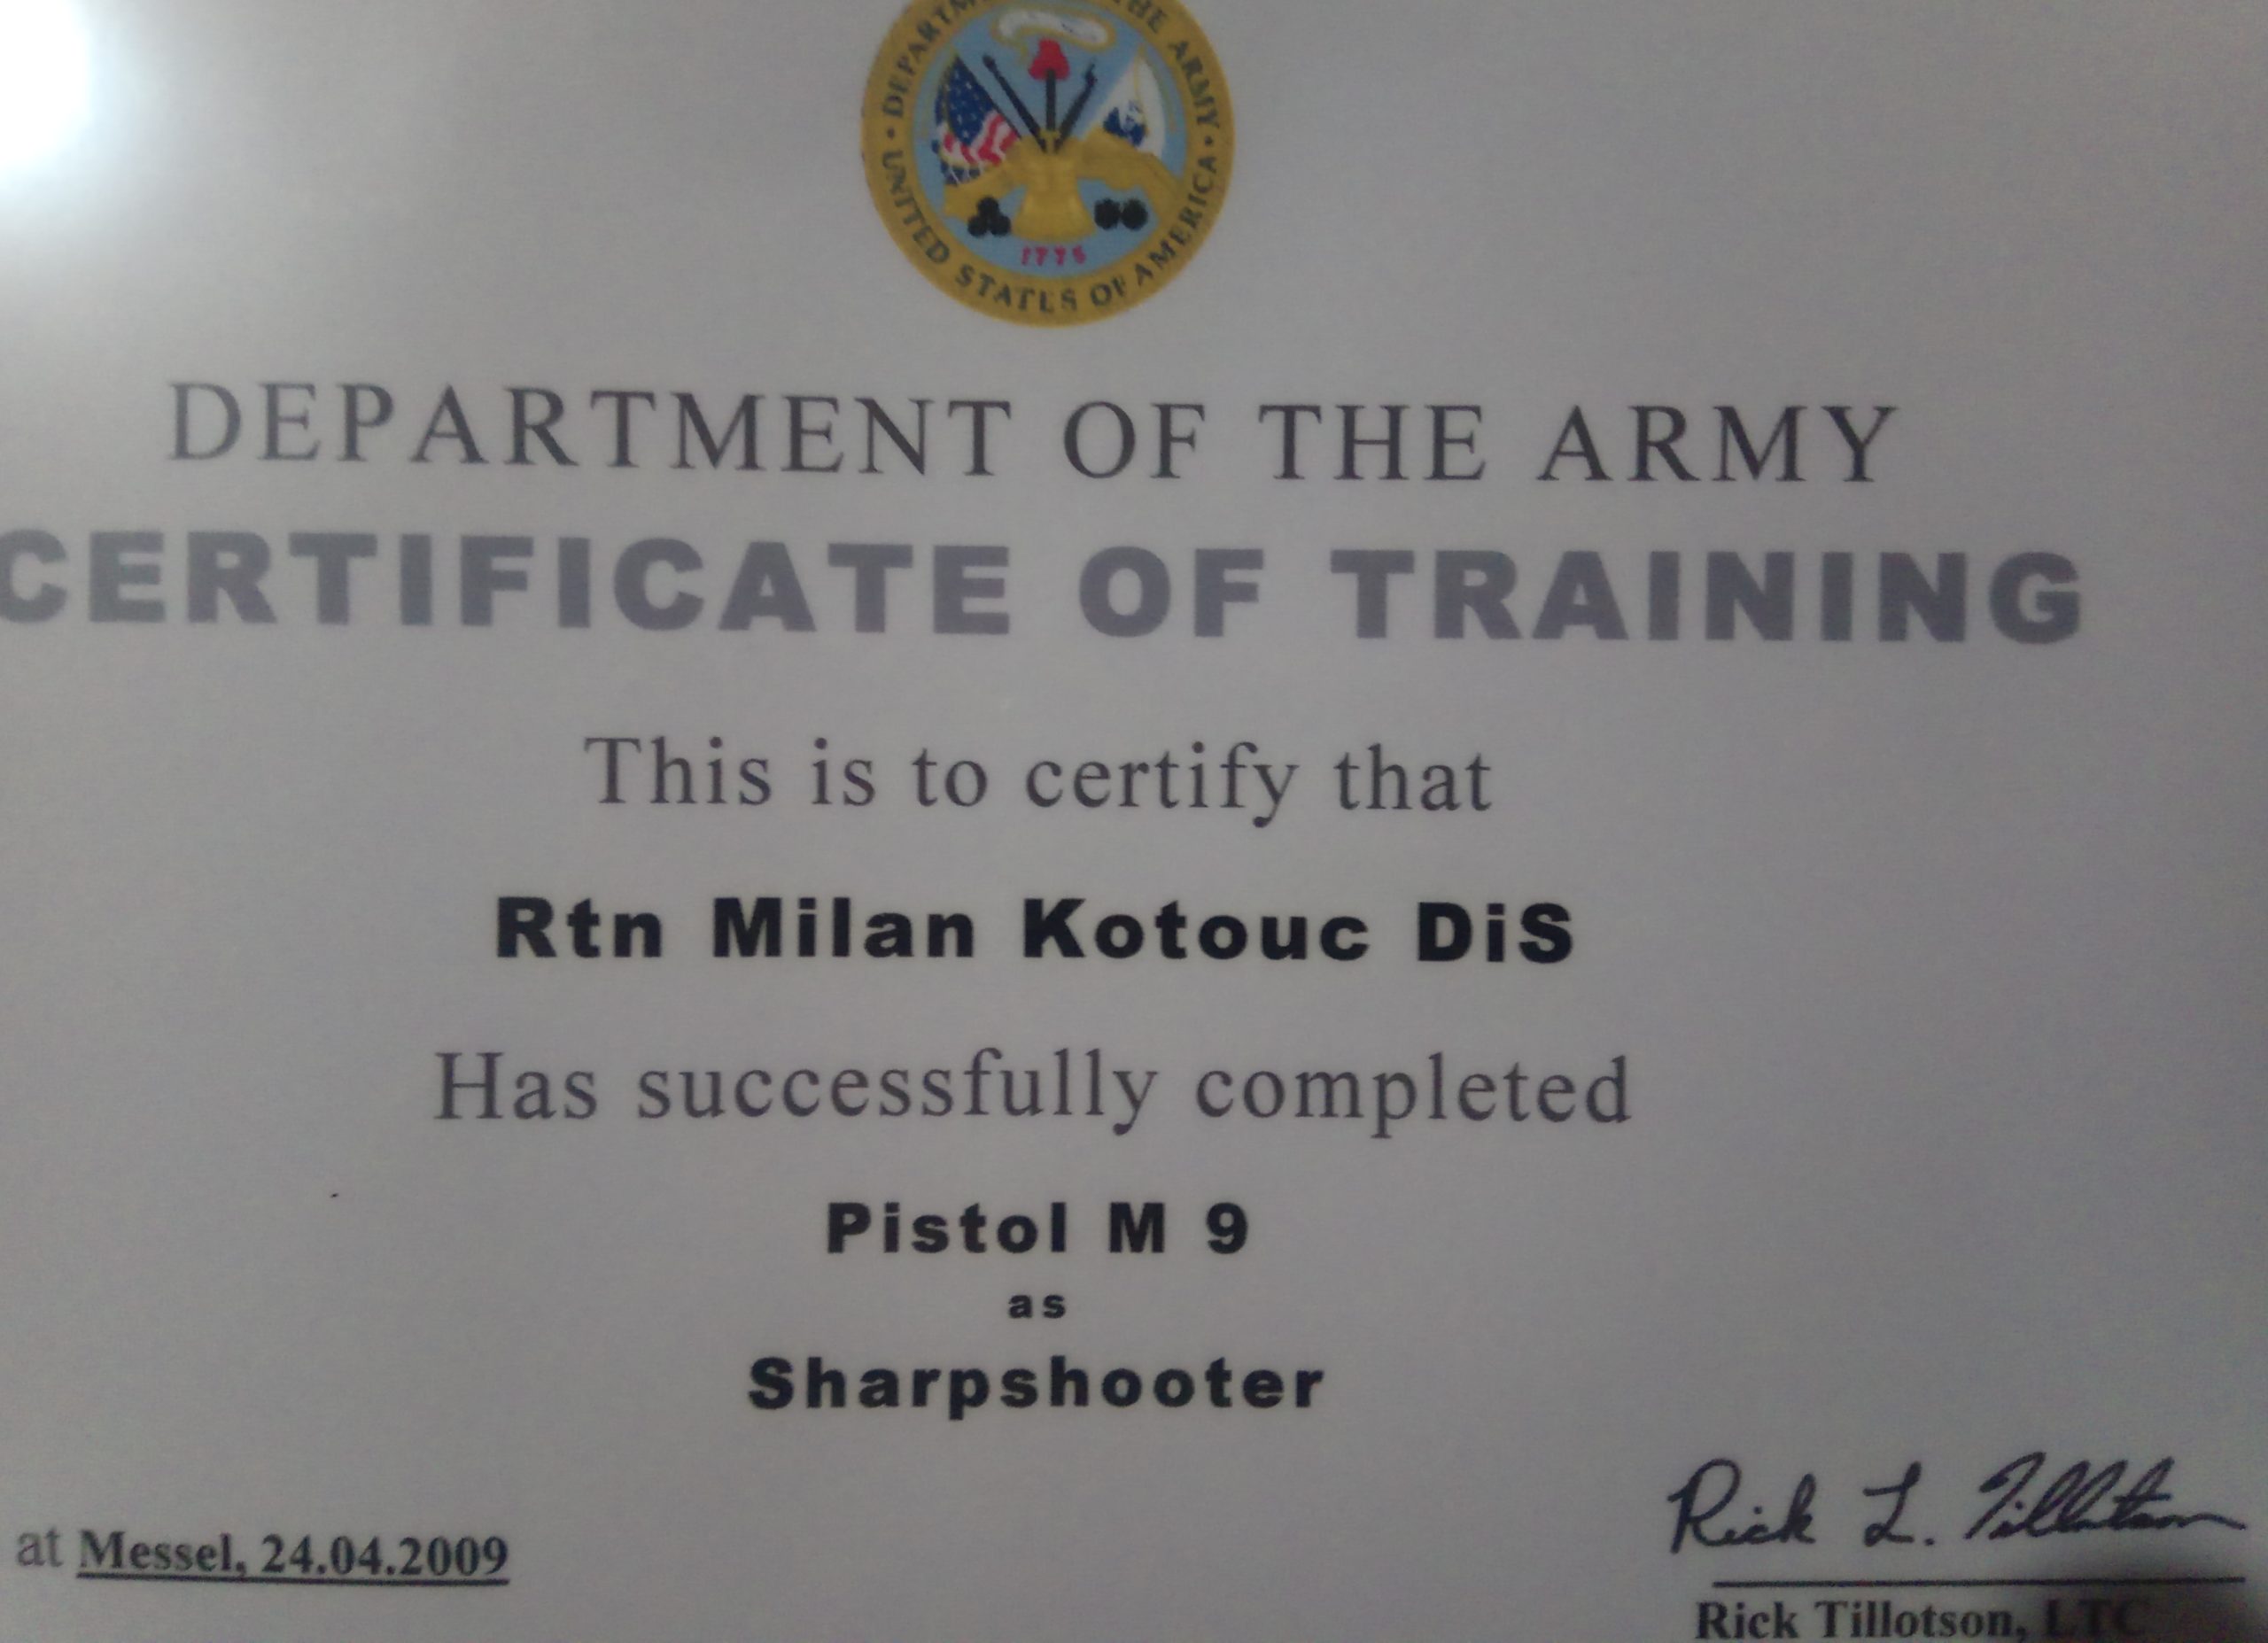 DEPARTMENT OF THE ARMY
UNITED STATES OF AMERICA
1775
DEPARTMENT OF THE ARMY
CERTIFICATE OF TRAINING
This is to certify that
Rtn Milan Kotouc DiS
Has successfully completed
Pistol M 9
as
Sharpshooter
Rick L. Tillotson
at Messel, 24.04.2009
Rick Tillotson, LTC